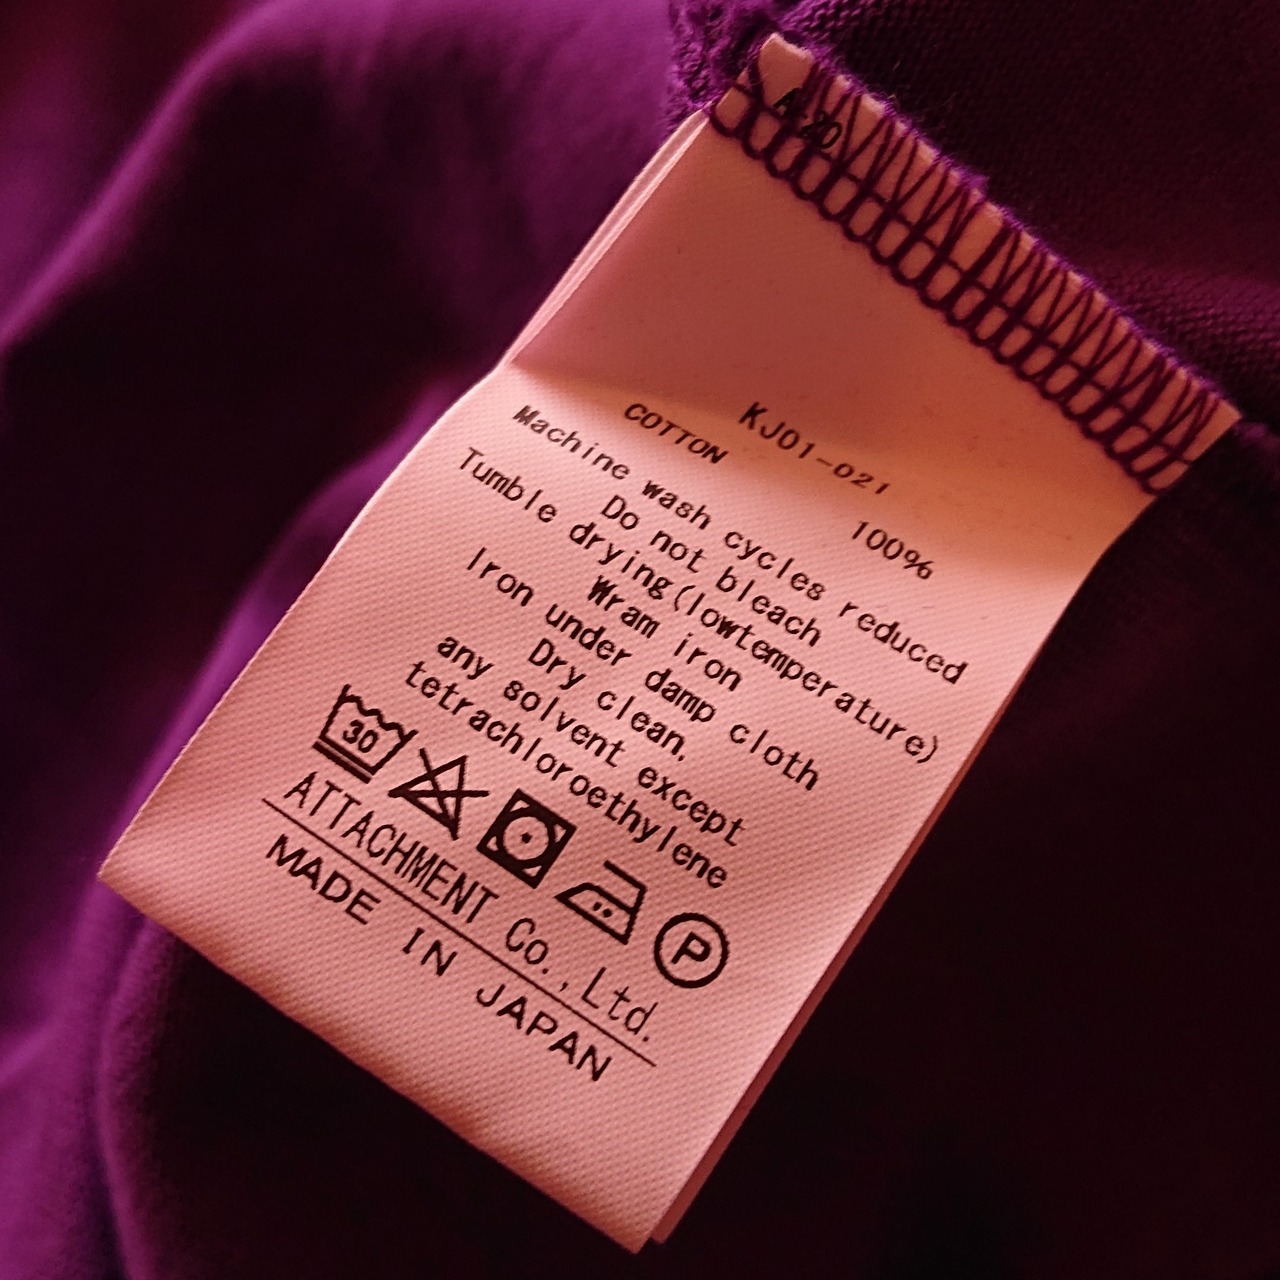 A-20
KJ01-021
COTTON 100%
Machine wash cycles reduced
Do not bleach
Tumble drying(lowtemperature)
Wram iron
Iron under damp cloth
Dry clean,
any solvent except
tetrachloroethylene
30
P
ATTACHMENT Co.,Ltd.
MADE IN JAPAN